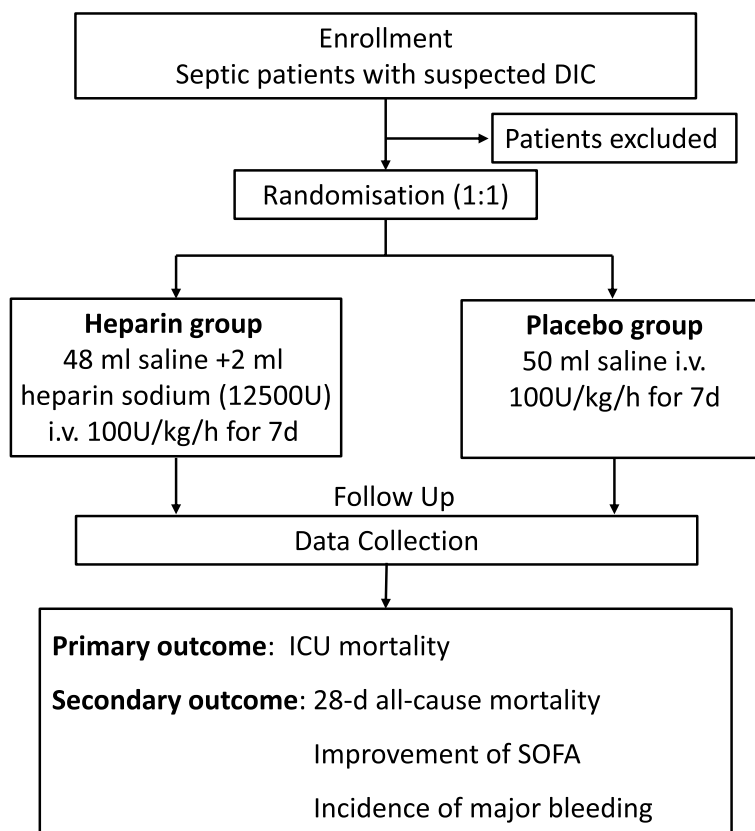 Enrollment
Septic patients with suspected DIC
Patients excluded
Randomisation (1:1)
Heparin group
48 ml saline +2 ml
heparin sodium (12500U)
i.v. 100U/kg/h for 7d
Placebo group
50 ml saline i.v.
100U/kg/h for 7d
Follow Up
Data Collection
Primary outcome: ICU mortality
Secondary outcome: 28-d all-cause mortality
Improvement of SOFA
Incidence of major bleeding